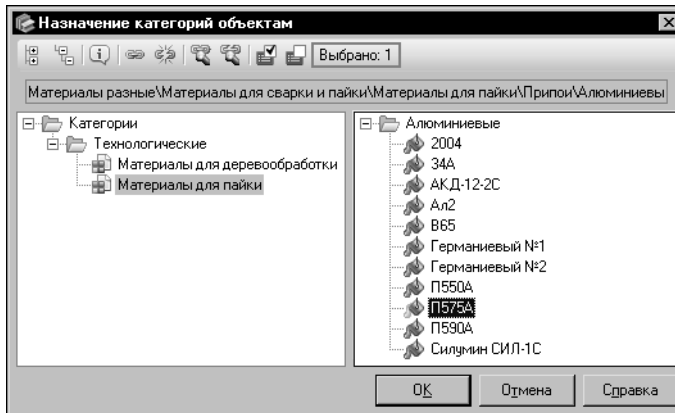 Назначение категорий объектам
Выбрано: 1
Материалы разные\Материалы для сварки и пайки\Материалы для пайки\Припои\Алюминиевы
Категории
Технологические
Материалы для деревообработки
Материалы для пайки
Алюминиевые
2004
34А
АКД-12-2С
Ал2
В65
Германиевый №1
Германиевый №2
П550А
П575А
П590А
Силумин СИЛ-1С
ОК
Отмена
Справка